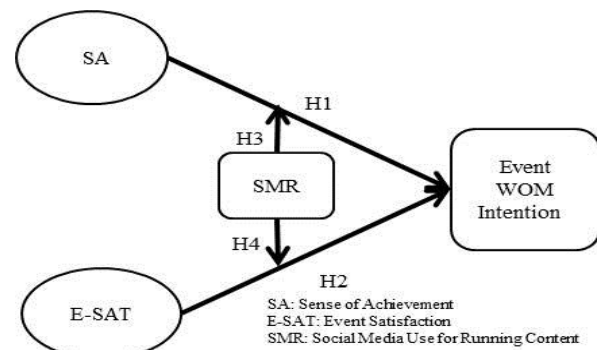 SA
H1
H3
SMR
Event
WOM
Intention
H4
H2
E-SAT
SA: Sense of Achievement
E-SAT: Event Satisfaction
SMR: Social Media Use for Running Content